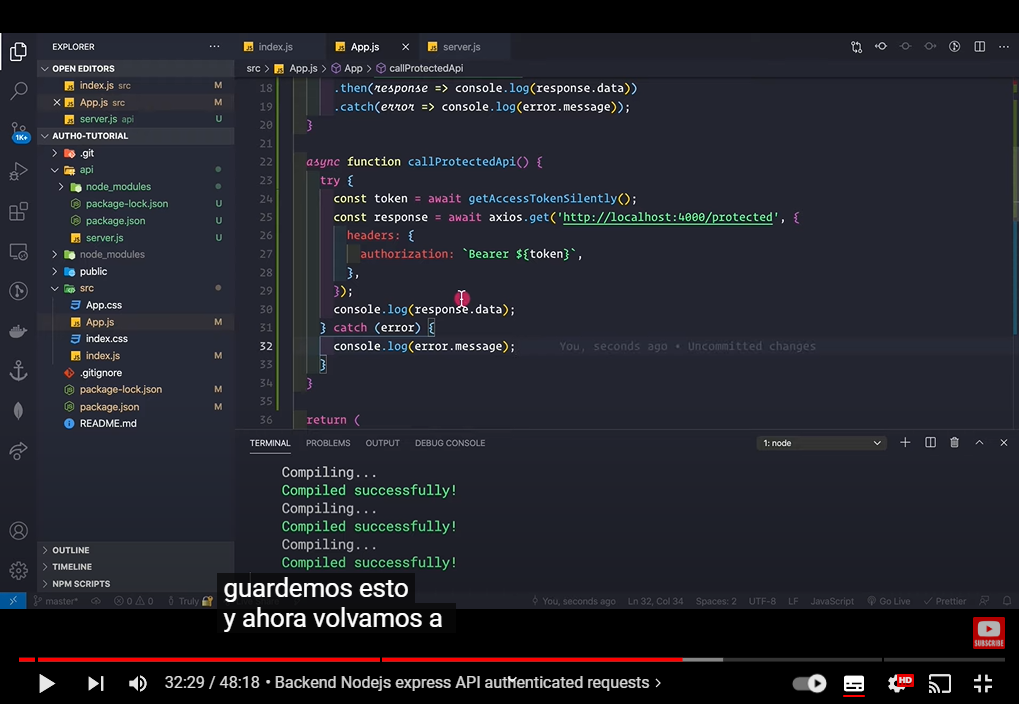 EXPLORER
index.js
App.js
server.js
OPEN EDITORS
index.js src M
App.js src M
server.js api U
AUTH0-TUTORIAL
.git
api
node_modules
package-lock.json U
package.json U
server.js U
node_modules
public
src
App.css
App.js M
index.css
index.js M
.gitignore
package-lock.json M
package.json M
README.md
OUTLINE
TIMELINE
NPM SCRIPTS
1K+
src > App.js > App > callProtectedApi
18 .then(response => console.log(response.data))
19 .catch(error => console.log(error.message));
20 }
21
22 async function callProtectedApi() {
23 try {
24 const token = await getAccessTokenSilently();
25 const response = await axios.get('http://localhost:4000/protected', {
26 headers: {
27 authorization: `Bearer ${token}`,
28 },
29 });
30 console.log(response.data);
31 } catch (error) {
32 console.log(error.message); You, seconds ago • Uncommitted changes
33 }
34 }
35
36 return (
TERMINAL PROBLEMS OUTPUT DEBUG CONSOLE 1: node
Compiling...
Compiled successfully!
Compiling...
Compiled successfully!
Compiling...
Compiled successfully!
master* 0 0 Truly You, seconds ago Ln 32, Col 34 Spaces: 2 UTF-8 LF JavaScript Go Live Prettier
guardemos esto
y ahora volvamos a
SUBSCRIBE
32:29 / 48:18 • Backend Nodejs express API authenticated requests >
HD